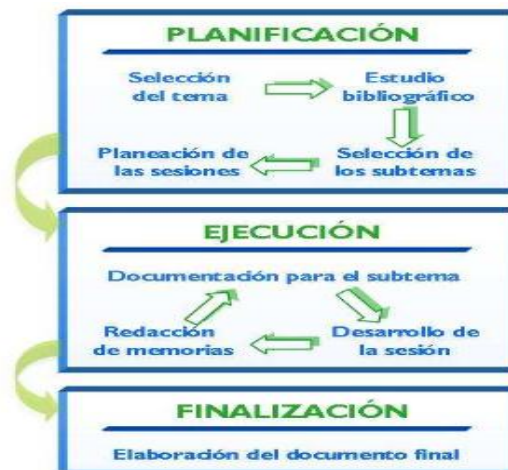 PLANIFICACIÓN
Selección
del tema
Estudio
bibliográfico
Planeación de
las sesiones
Selección de
los subtemas
EJECUCIÓN
Documentación para el subtema
Redacción
de memorias
Desarrollo de
la sesión
FINALIZACIÓN
Elaboración del documento final